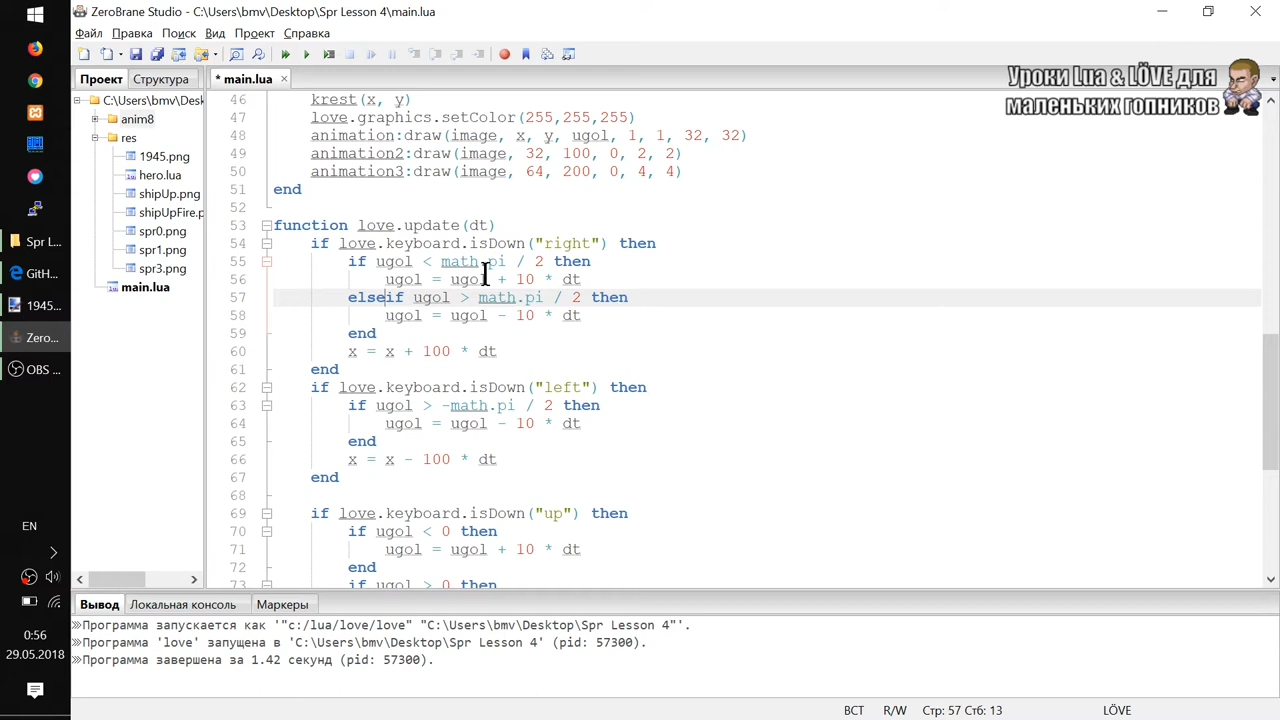 ZeroBrane Studio - C:\Users\bmv\Desktop\Spr Lesson 4\main.lua
Файл Правка Поиск Вид Проект Справка
Проект Структура
* main.lua
Уроки Lua & LÖVE для
маленьких гопников
C:\Users\bmv\Desk
anim8
res
1945.png
hero.lua
shipUp.png
shipUpFire.p
spr0.png
spr1.png
spr3.png
main.lua
46 krest(x, y)
47 love.graphics.setColor(255,255,255)
48 animation:draw(image, x, y, ugol, 1, 1, 32, 32)
49 animation2:draw(image, 32, 100, 0, 2, 2)
50 animation3:draw(image, 64, 200, 0, 4, 4)
51 end
52
53 function love.update(dt)
54 if love.keyboard.isDown("right") then
55 if ugol < math.pi / 2 then
56 ugol = ugol + 10 * dt
57 elseif ugol > math.pi / 2 then
58 ugol = ugol - 10 * dt
59 end
60 x = x + 100 * dt
61 end
62 if love.keyboard.isDown("left") then
63 if ugol > -math.pi / 2 then
64 ugol = ugol - 10 * dt
65 end
66 x = x - 100 * dt
67 end
68
69 if love.keyboard.isDown("up") then
70 if ugol < 0 then
71 ugol = ugol + 10 * dt
72 end
73 if ugol > 0 then
Spr L...
GitH...
1945...
Zero...
OBS ...
EN
0:56
29.05.2018
Вывод Локальная консоль Маркеры
Программа запускается как '"c:/lua/love/love" "C:\Users\bmv\Desktop\Spr Lesson 4"'.
Программа 'love' запущена в 'C:\Users\bmv\Desktop\Spr Lesson 4' (pid: 57300).
Программа завершена за 1.42 секунд (pid: 57300).
ВСТ R/W Стр: 57 Стб: 13 LÖVE